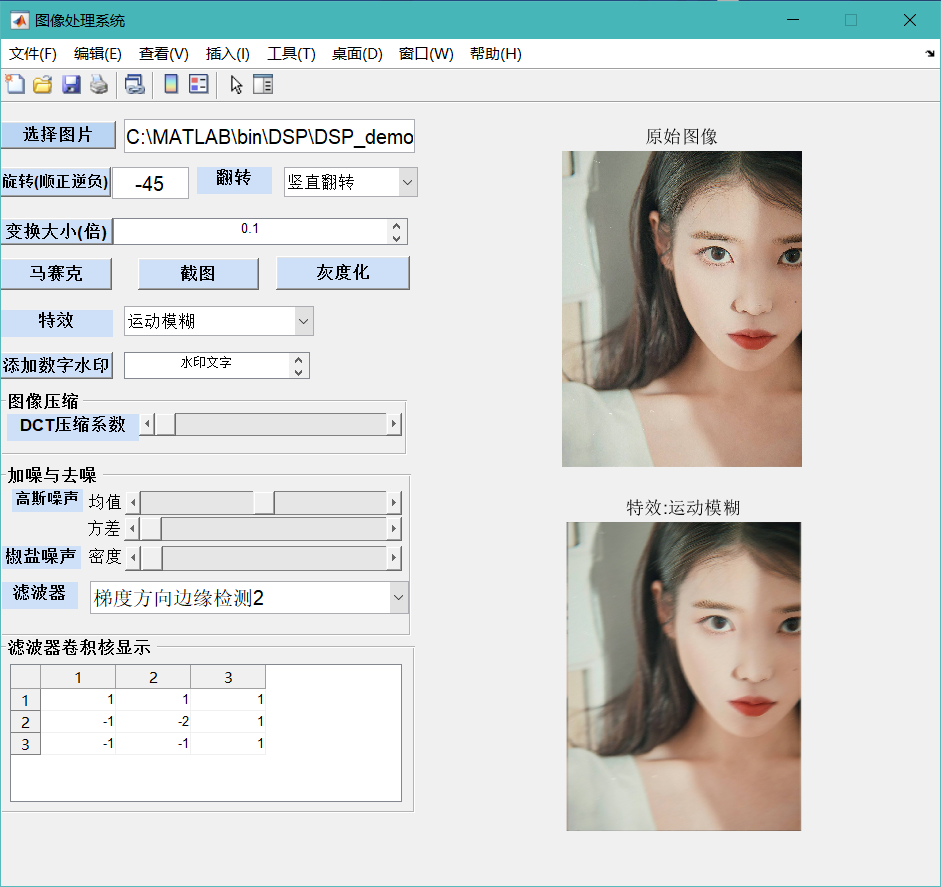 图像处理系统
文件(F) 编辑(E) 查看(V) 插入(I) 工具(T) 桌面(D) 窗口(W) 帮助(H)
选择图片 C:\MATLAB\bin\DSP\DSP_demo
旋转(顺正逆负) -45 翻转 竖直翻转
变换大小(倍) 0.1
马赛克 截图 灰度化
特效 运动模糊
添加数字水印 水印文字
图像压缩
DCT压缩系数
加噪与去噪
高斯噪声 均值
方差
椒盐噪声 密度
滤波器 梯度方向边缘检测2
滤波器卷积核显示
1 2 3
1 1 1 1
2 -1 -2 1
3 -1 -1 1
原始图像
特效:运动模糊